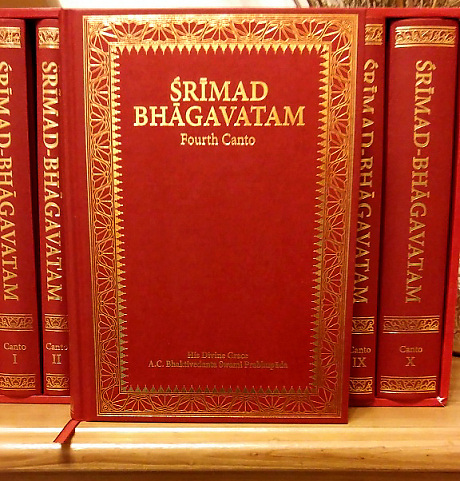 ŚRĪMAD-BHĀGAVATAM
Canto
I
ŚRĪMAD-BHĀGAVATAM
Canto
II
ŚRĪMAD
BHĀGAVATAM
Fourth Canto
His Divine Grace
A.C. Bhaktivedanta Swami Prabhupāda
ŚRĪMAD-BHĀGAVATAM
Canto
IX
ŚRĪMAD-BHĀGAVATAM
Canto
X